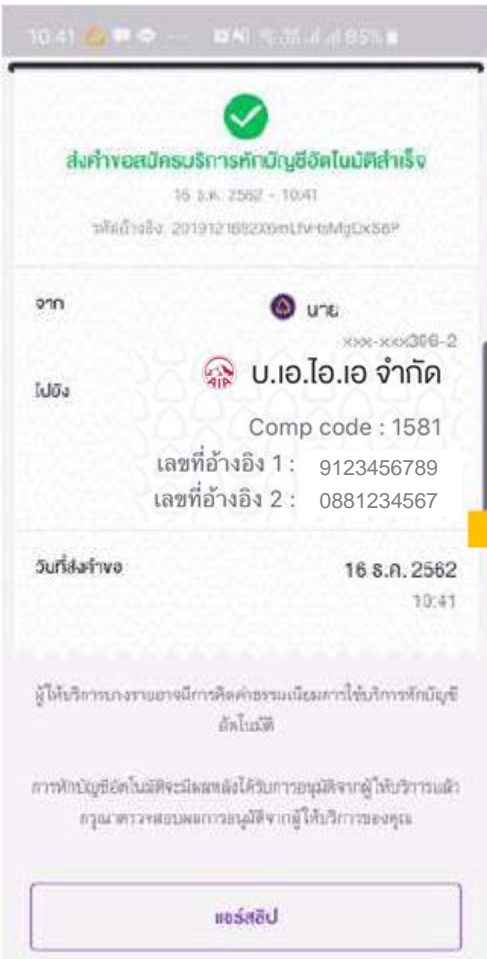 10:41 85%
ส่งคำขอสมัครบริการหักบัญชีอัตโนมัติสำเร็จ
16 ธ.ค. 2562 - 10:41
รหัสอ้างอิง:
จาก
นาย
xxx-xxx306-2
ไปยัง
AIA บ.เอ.ไอ.เอ จำกัด
Comp code : 1581
เลขที่อ้างอิง 1 : 9123456789
เลขที่อ้างอิง 2 : 0881234567
วันที่ส่งคำขอ
16 ธ.ค. 2562
10:41
ผู้ให้บริการบางรายอาจมีการคิดค่าธรรมเนียมการใช้บริการหักบัญชี
อัตโนมัติ
การหักบัญชีอัตโนมัติจะมีผลหลังได้รับการอนุมัติจากผู้ให้บริการแล้ว
กรุณาตรวจสอบผลการอนุมัติจากผู้ให้บริการของคุณ
แชร์สลิป